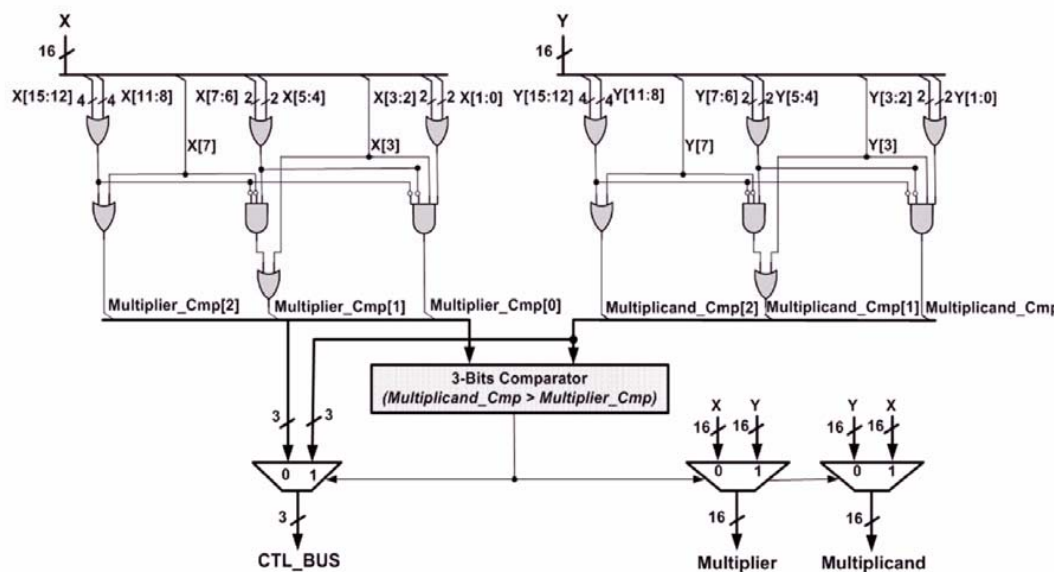 X
Y
16
16
X[15:12] 4 4 X[11:8] X[7:6] 2 2 X[5:4] X[3:2] 2 2 X[1:0]
Y[15:12] 4 4 Y[11:8] Y[7:6] 2 2 Y[5:4] Y[3:2] 2 2 Y[1:0]
X[7] X[3] Y[7] Y[3]
Multiplier_Cmp[2] Multiplier_Cmp[1] Multiplier_Cmp[0] Multiplicand_Cmp[2] Multiplicand_Cmp[1] Multiplicand_Cmp
3-Bits Comparator
(Multiplicand_Cmp > Multiplier_Cmp)
3 3
X Y Y X
16 16 16 16
0 1 0 1 0 1
3 16 16
CTL_BUS Multiplier Multiplicand